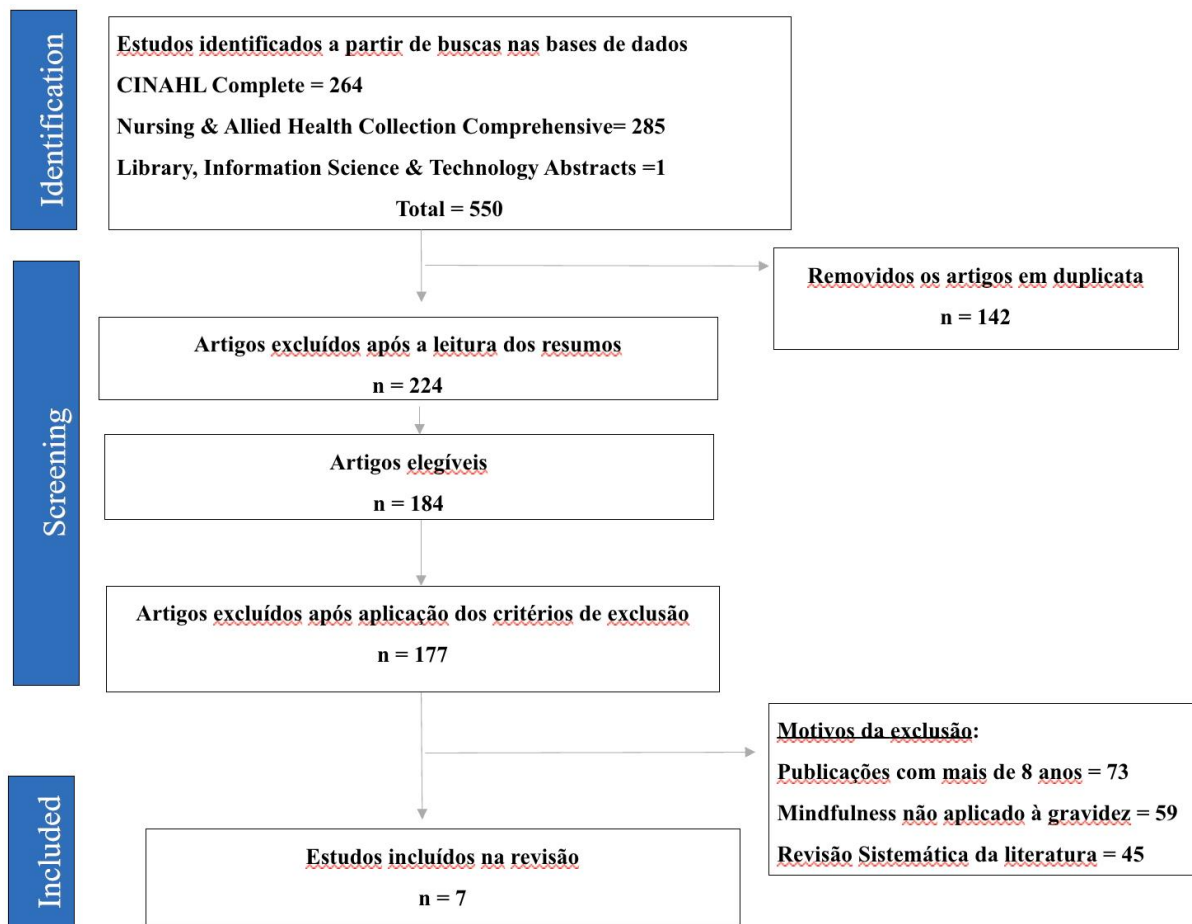 Identification
Estudos identificados a partir de buscas nas bases de dados
CINAHL Complete = 264
Nursing & Allied Health Collection Comprehensive= 285
Library, Information Science & Technology Abstracts =1
Total = 550
Removidos os artigos em duplicata
n = 142
Screening
Artigos excluídos após a leitura dos resumos
n = 224
Artigos elegíveis
n = 184
Artigos excluídos após aplicação dos critérios de exclusão
n = 177
Motivos da exclusão:
Publicações com mais de 8 anos = 73
Mindfulness não aplicado à gravidez = 59
Revisão Sistemática da literatura = 45
Included
Estudos incluídos na revisão
n = 7